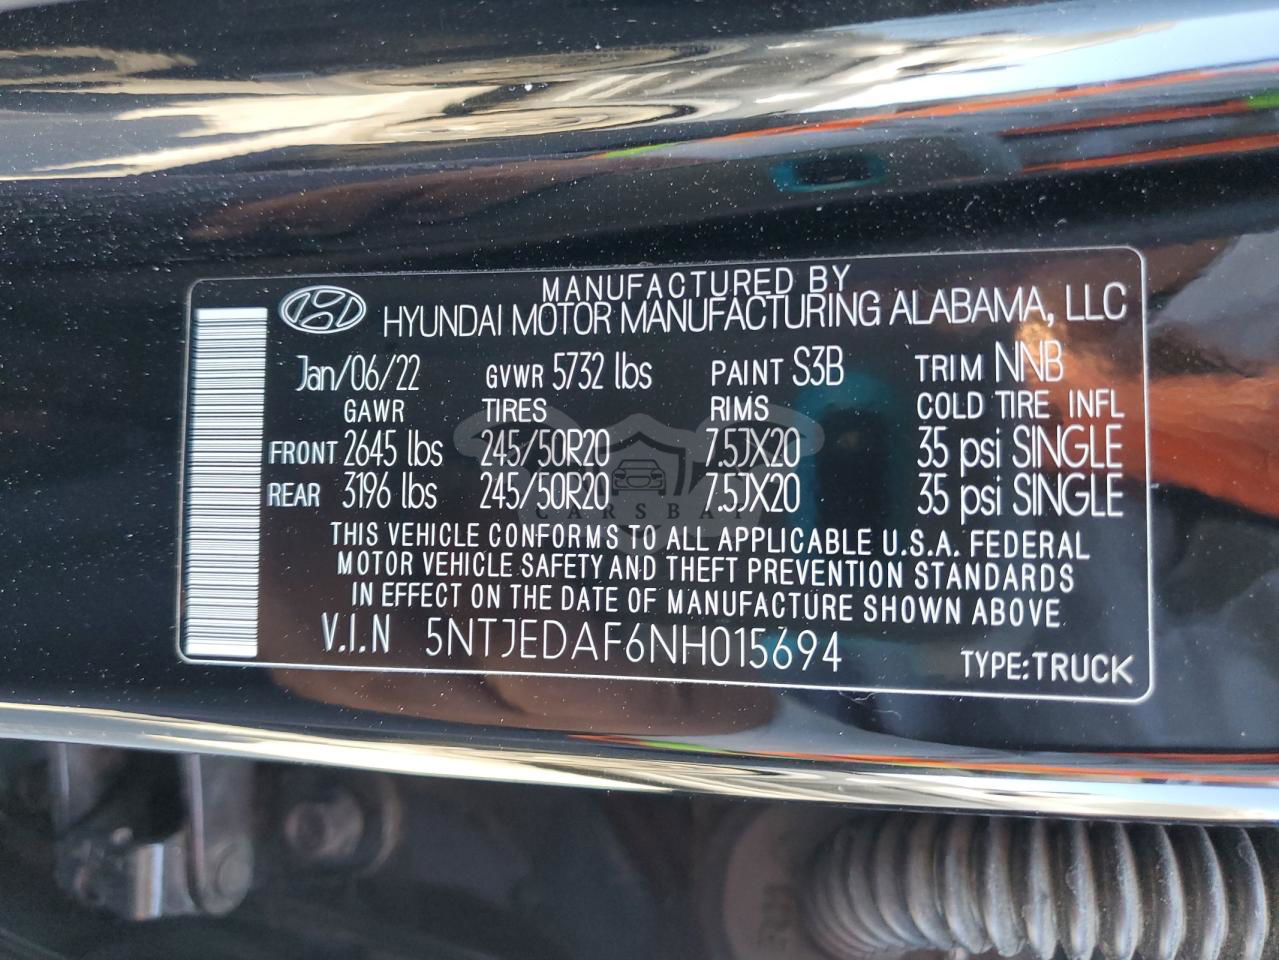 MANUFACTURED BY
HYUNDAI MOTOR MANUFACTURING ALABAMA, LLC
Jan/06/22 GVWR 5732 lbs PAINT S3B TRIM NNB
GAWR TIRES RIMS COLD TIRE INFL
FRONT 2645 lbs 245/50R20 7.5JX20 35 psi SINGLE
REAR 3196 lbs 245/50R20 7.5JX20 35 psi SINGLE
CARSBAT
THIS VEHICLE CONFORMS TO ALL APPLICABLE U.S.A. FEDERAL
MOTOR VEHICLE SAFETY AND THEFT PREVENTION STANDARDS
IN EFFECT ON THE DATE OF MANUFACTURE SHOWN ABOVE
V.I.N 5NTJEDAF6NH015694 TYPE:TRUCK